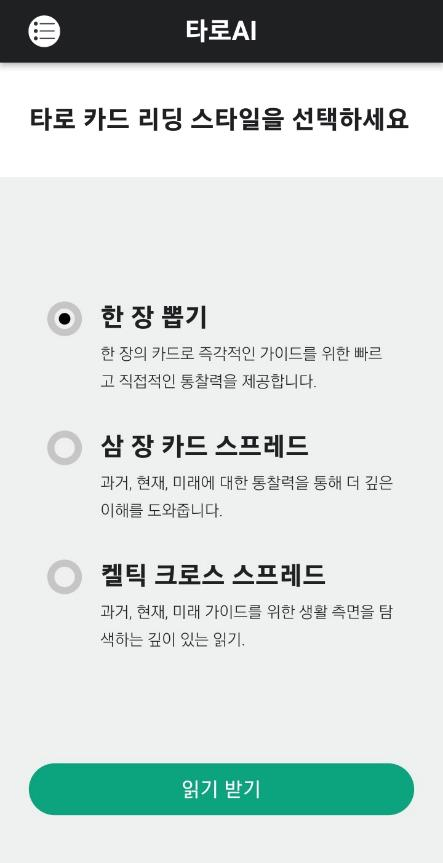 타로AI
타로 카드 리딩 스타일을 선택하세요
한 장 뽑기
한 장의 카드로 즉각적인 가이드를 위한 빠르
고 직접적인 통찰력을 제공합니다.
삼 장 카드 스프레드
과거, 현재, 미래에 대한 통찰력을 통해 더 깊은
이해를 도와줍니다.
켈틱 크로스 스프레드
과거, 현재, 미래 가이드를 위한 생활 측면을 탐
색하는 깊이 있는 읽기.
읽기 받기